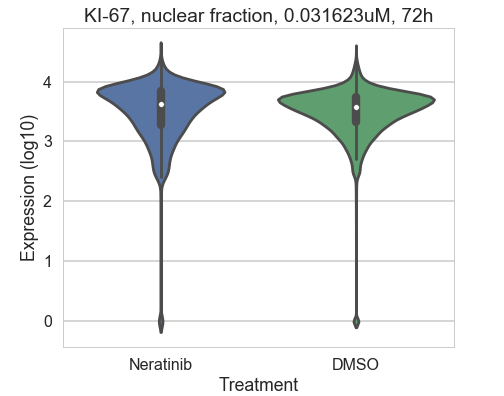 KI-67, nuclear fraction, 0.031623uM, 72h
Expression (log10)
4
3
2
1
0
Neratinib DMSO
Treatment